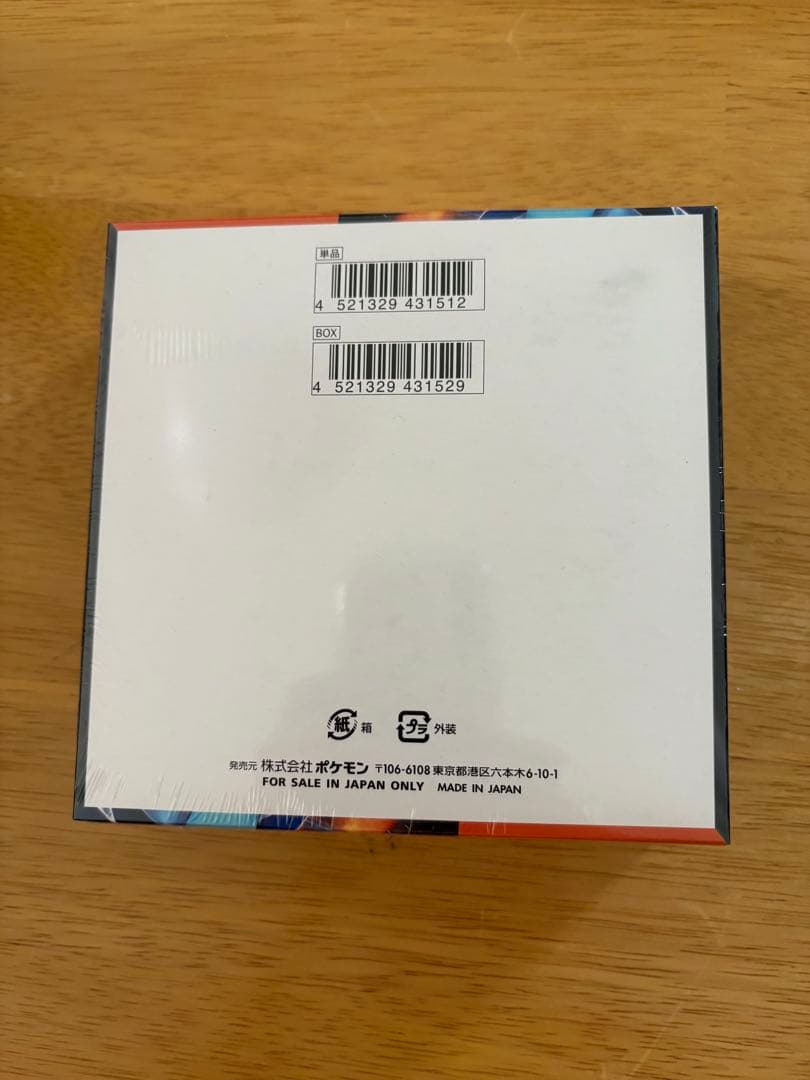 単品
4 521329 431512
BOX
4 521329 431529
紙 箱 プラ 外装
発売元 株式会社 ポケモン 〒106-6108 東京都港区六本木6-10-1
FOR SALE IN JAPAN ONLY MADE IN JAPAN